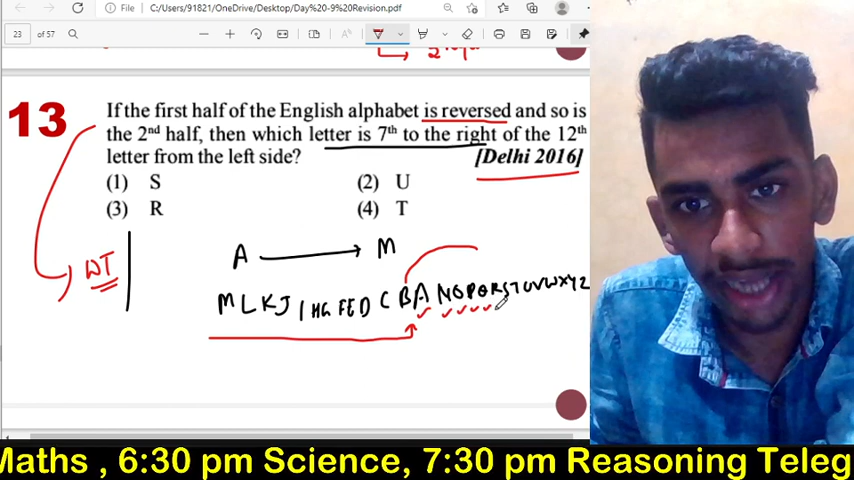 File | C:/Users/91821/OneDrive/Desktop/Day%20-9%20Revision.pdf
23 of 57
13 If the first half of the English alphabet is reversed and so is
the 2nd half, then which letter is 7th to the right of the 12th
letter from the left side? [Delhi 2016]
(1) S (2) U
(3) R (4) T
A M
WT
M L K J I H G F E D C B A N O P Q R S T U V W X Y Z
Maths , 6:30 pm Science, 7:30 pm Reasoning Teleg